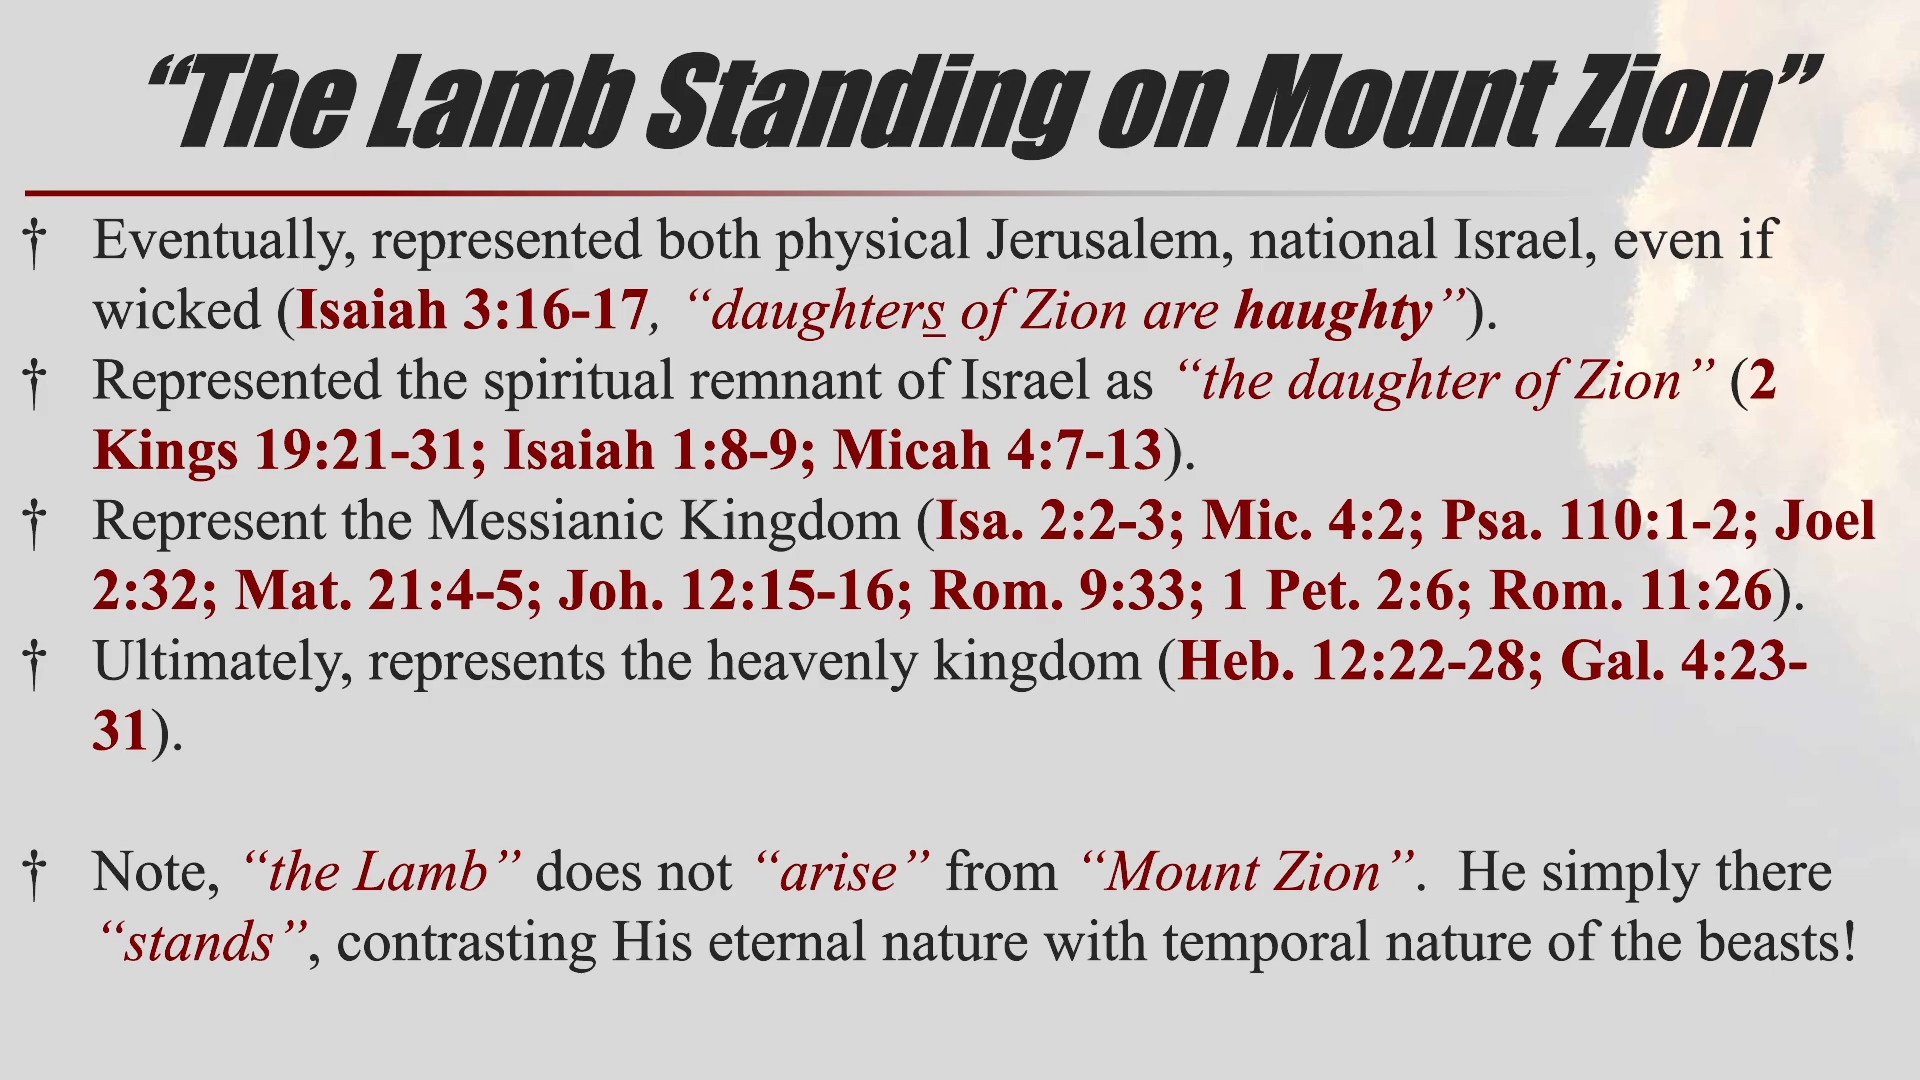 “The Lamb Standing on Mount Zion”
† Eventually, represented both physical Jerusalem, national Israel, even if
wicked (Isaiah 3:16-17, “daughters of Zion are haughty”).
† Represented the spiritual remnant of Israel as “the daughter of Zion” (2
Kings 19:21-31; Isaiah 1:8-9; Micah 4:7-13).
† Represent the Messianic Kingdom (Isa. 2:2-3; Mic. 4:2; Psa. 110:1-2; Joel
2:32; Mat. 21:4-5; Joh. 12:15-16; Rom. 9:33; 1 Pet. 2:6; Rom. 11:26).
† Ultimately, represents the heavenly kingdom (Heb. 12:22-28; Gal. 4:23-
31).
† Note, “the Lamb” does not “arise” from “Mount Zion”.  He simply there
“stands”, contrasting His eternal nature with temporal nature of the beasts!